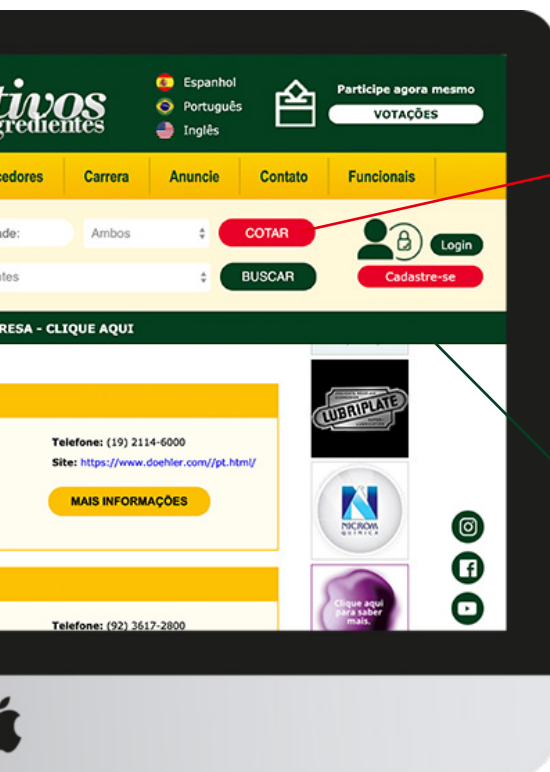 tivos
gredientes
Espanhol
Português
Inglês
Participe agora mesmo
VOTAÇÕES
cedores
Carrera
Anuncie
Contato
Funcionais
ade:
Ambos
COTAR
Login
ntes
BUSCAR
Cadastre-se
RESA - CLIQUE AQUI
LUBRIPLATE
Telefone: (19) 2114-6000
Site: https://www.doehler.com//pt.html/
MAIS INFORMAÇÕES
NICROM
QUÍMICA
Clique aqui
para saber
mais.
Telefone: (92) 3617-2800